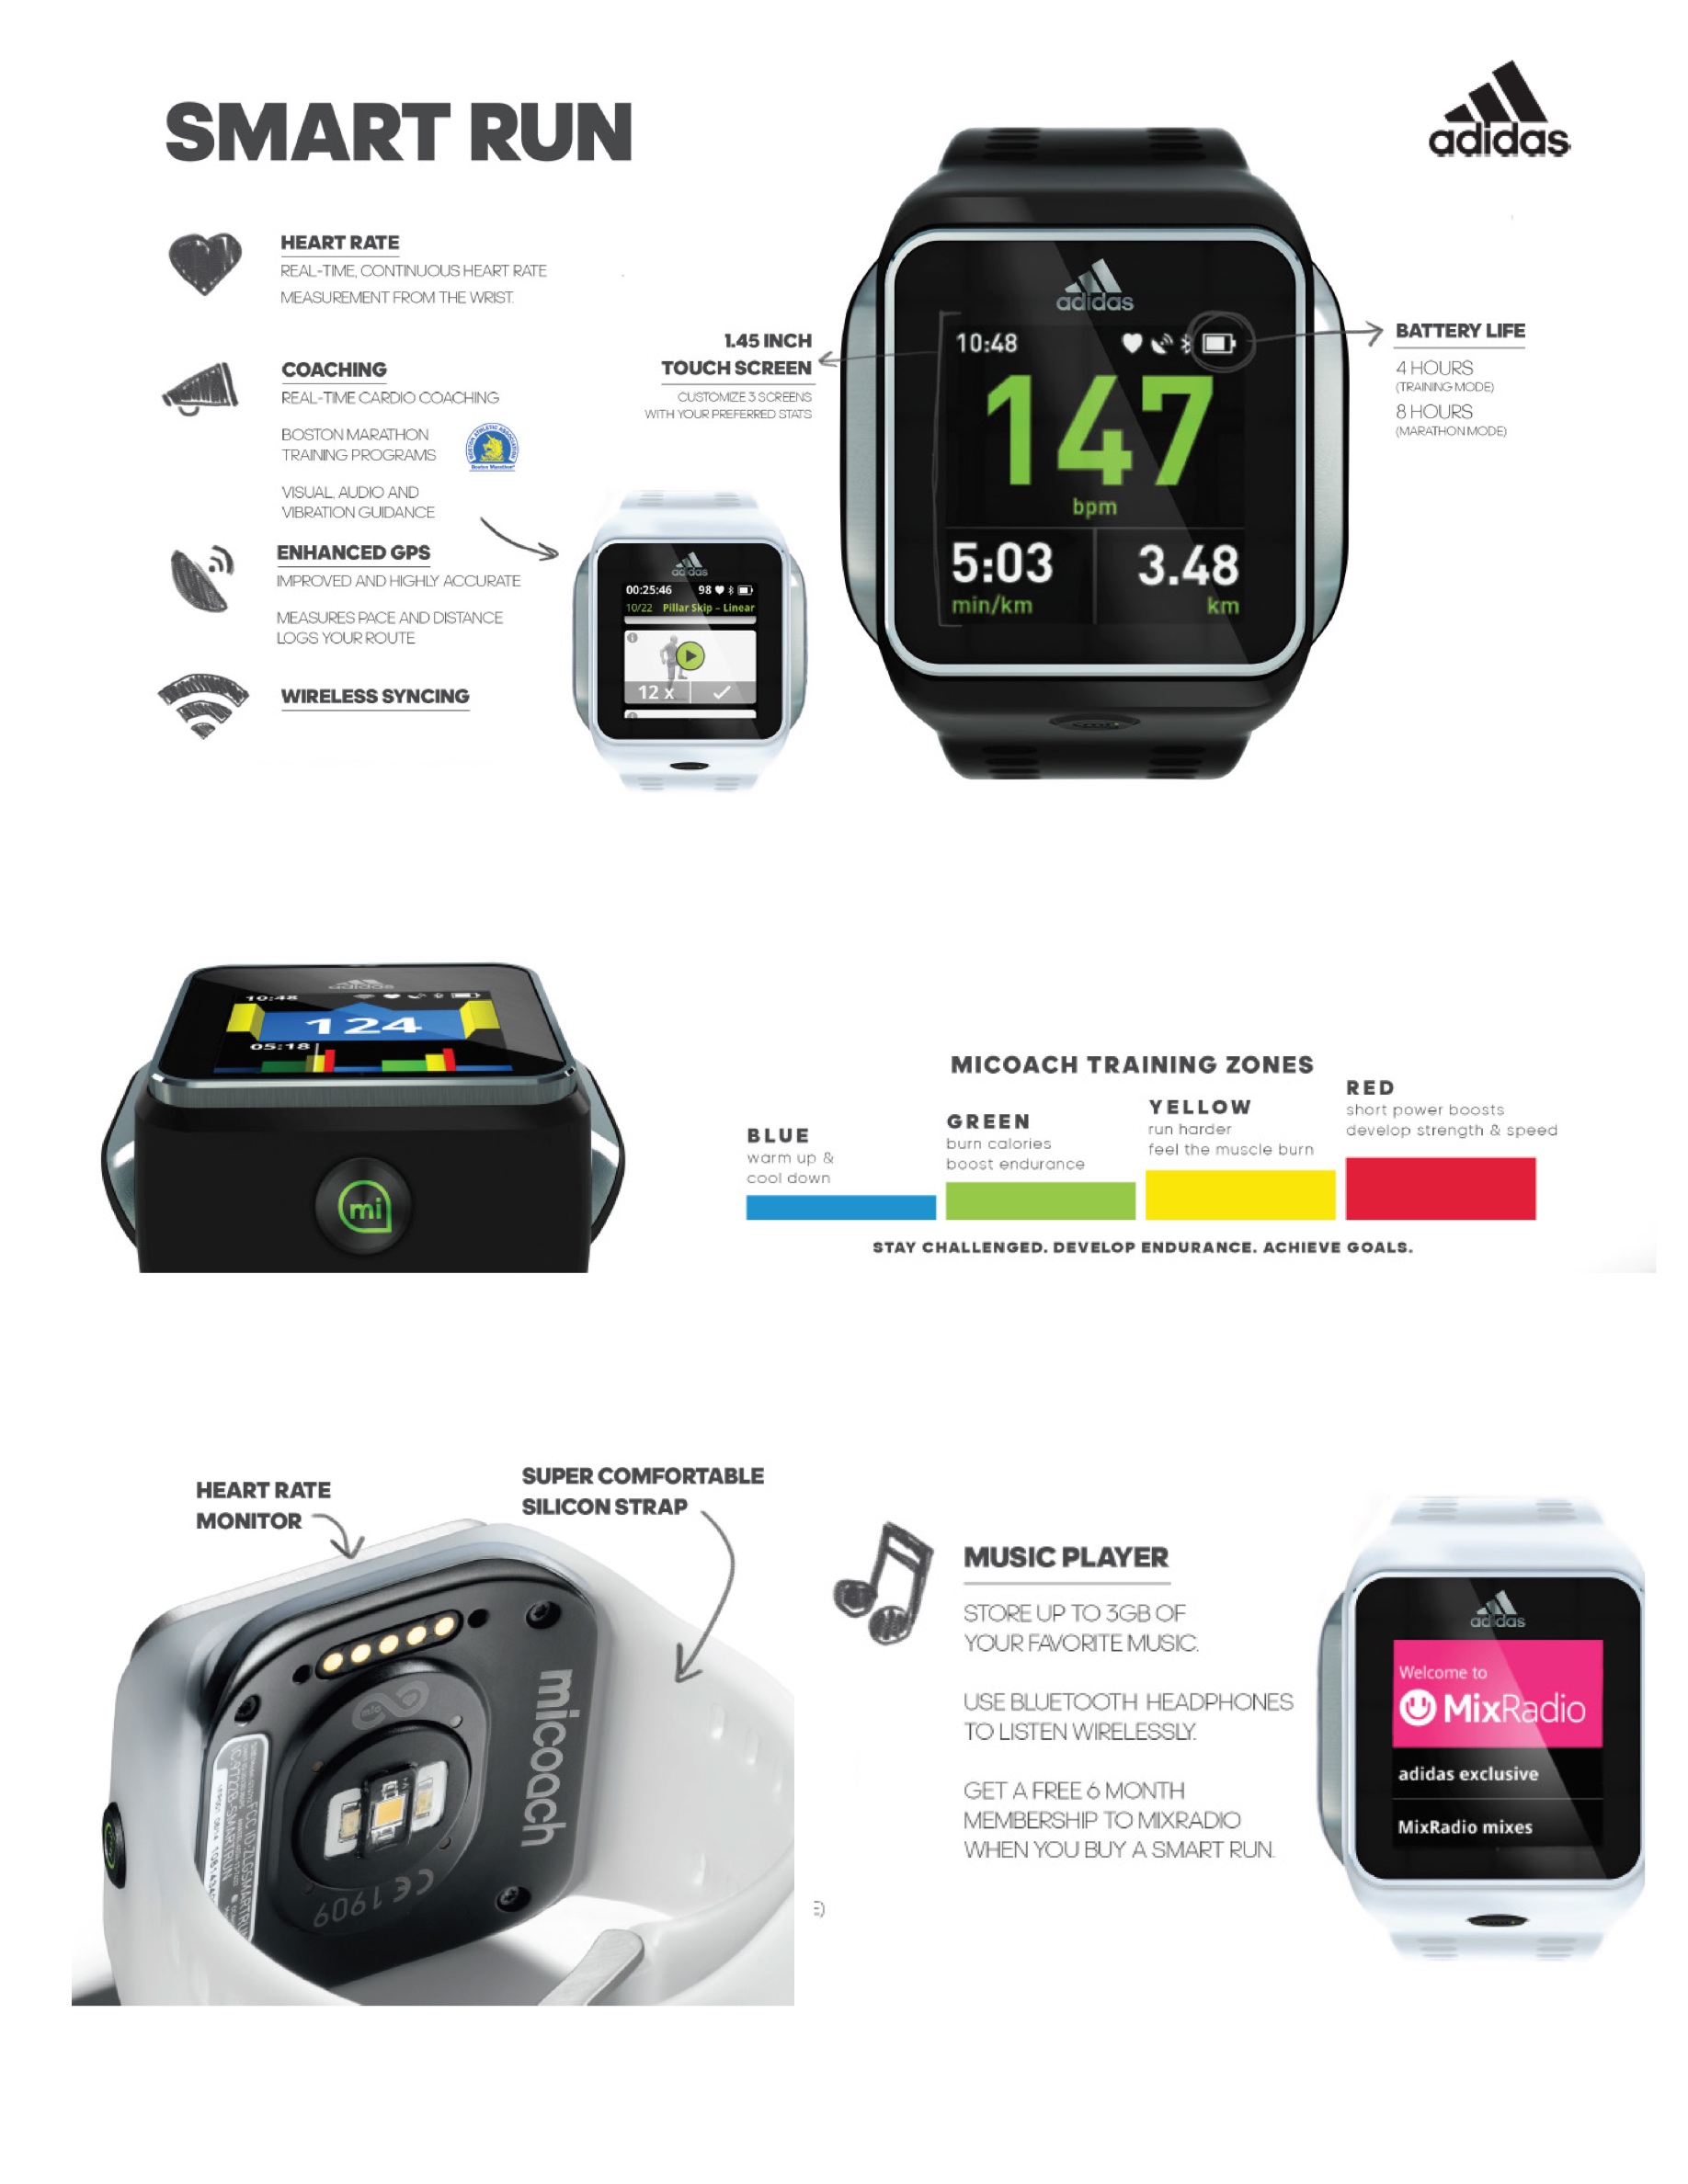 SMART RUN
adidas
HEART RATE
REAL-TIME, CONTINUOUS HEART RATE
MEASUREMENT FROM THE WRIST.
COACHING
REAL-TIME CARDIO COACHING
BOSTON MARATHON
TRAINING PROGRAMS
VISUAL, AUDIO AND
VIBRATION GUIDANCE
ENHANCED GPS
IMPROVED AND HIGHLY ACCURATE
MEASURES PACE AND DISTANCE
LOGS YOUR ROUTE
WIRELESS SYNCING
1.45 INCH
TOUCH SCREEN
CUSTOMIZE 3 SCREENS
WITH YOUR PREFERRED STATS
adidas
00:25:46 98
10/22 Pillar Skip - Linear
12 x
adidas
10:48
147
bpm
5:03 3.48
min/km km
BATTERY LIFE
4 HOURS
(TRAINING MODE)
8 HOURS
(MARATHON MODE)
adidas
10:48
124
05:18
mi
MICOACH TRAINING ZONES
BLUE
warm up &
cool down
GREEN
burn calories
boost endurance
YELLOW
run harder
feel the muscle burn
RED
short power boosts
develop strength & speed
STAY CHALLENGED. DEVELOP ENDURANCE. ACHIEVE GOALS.
HEART RATE
MONITOR
SUPER COMFORTABLE
SILICON STRAP
micoach
mio
CE 1909
MUSIC PLAYER
STORE UP TO 3GB OF
YOUR FAVORITE MUSIC.
USE BLUETOOTH HEADPHONES
TO LISTEN WIRELESSLY.
GET A FREE 6 MONTH
MEMBERSHIP TO MIXRADIO
WHEN YOU BUY A SMART RUN.
adidas
Welcome to
MixRadio
adidas exclusive
MixRadio mixes